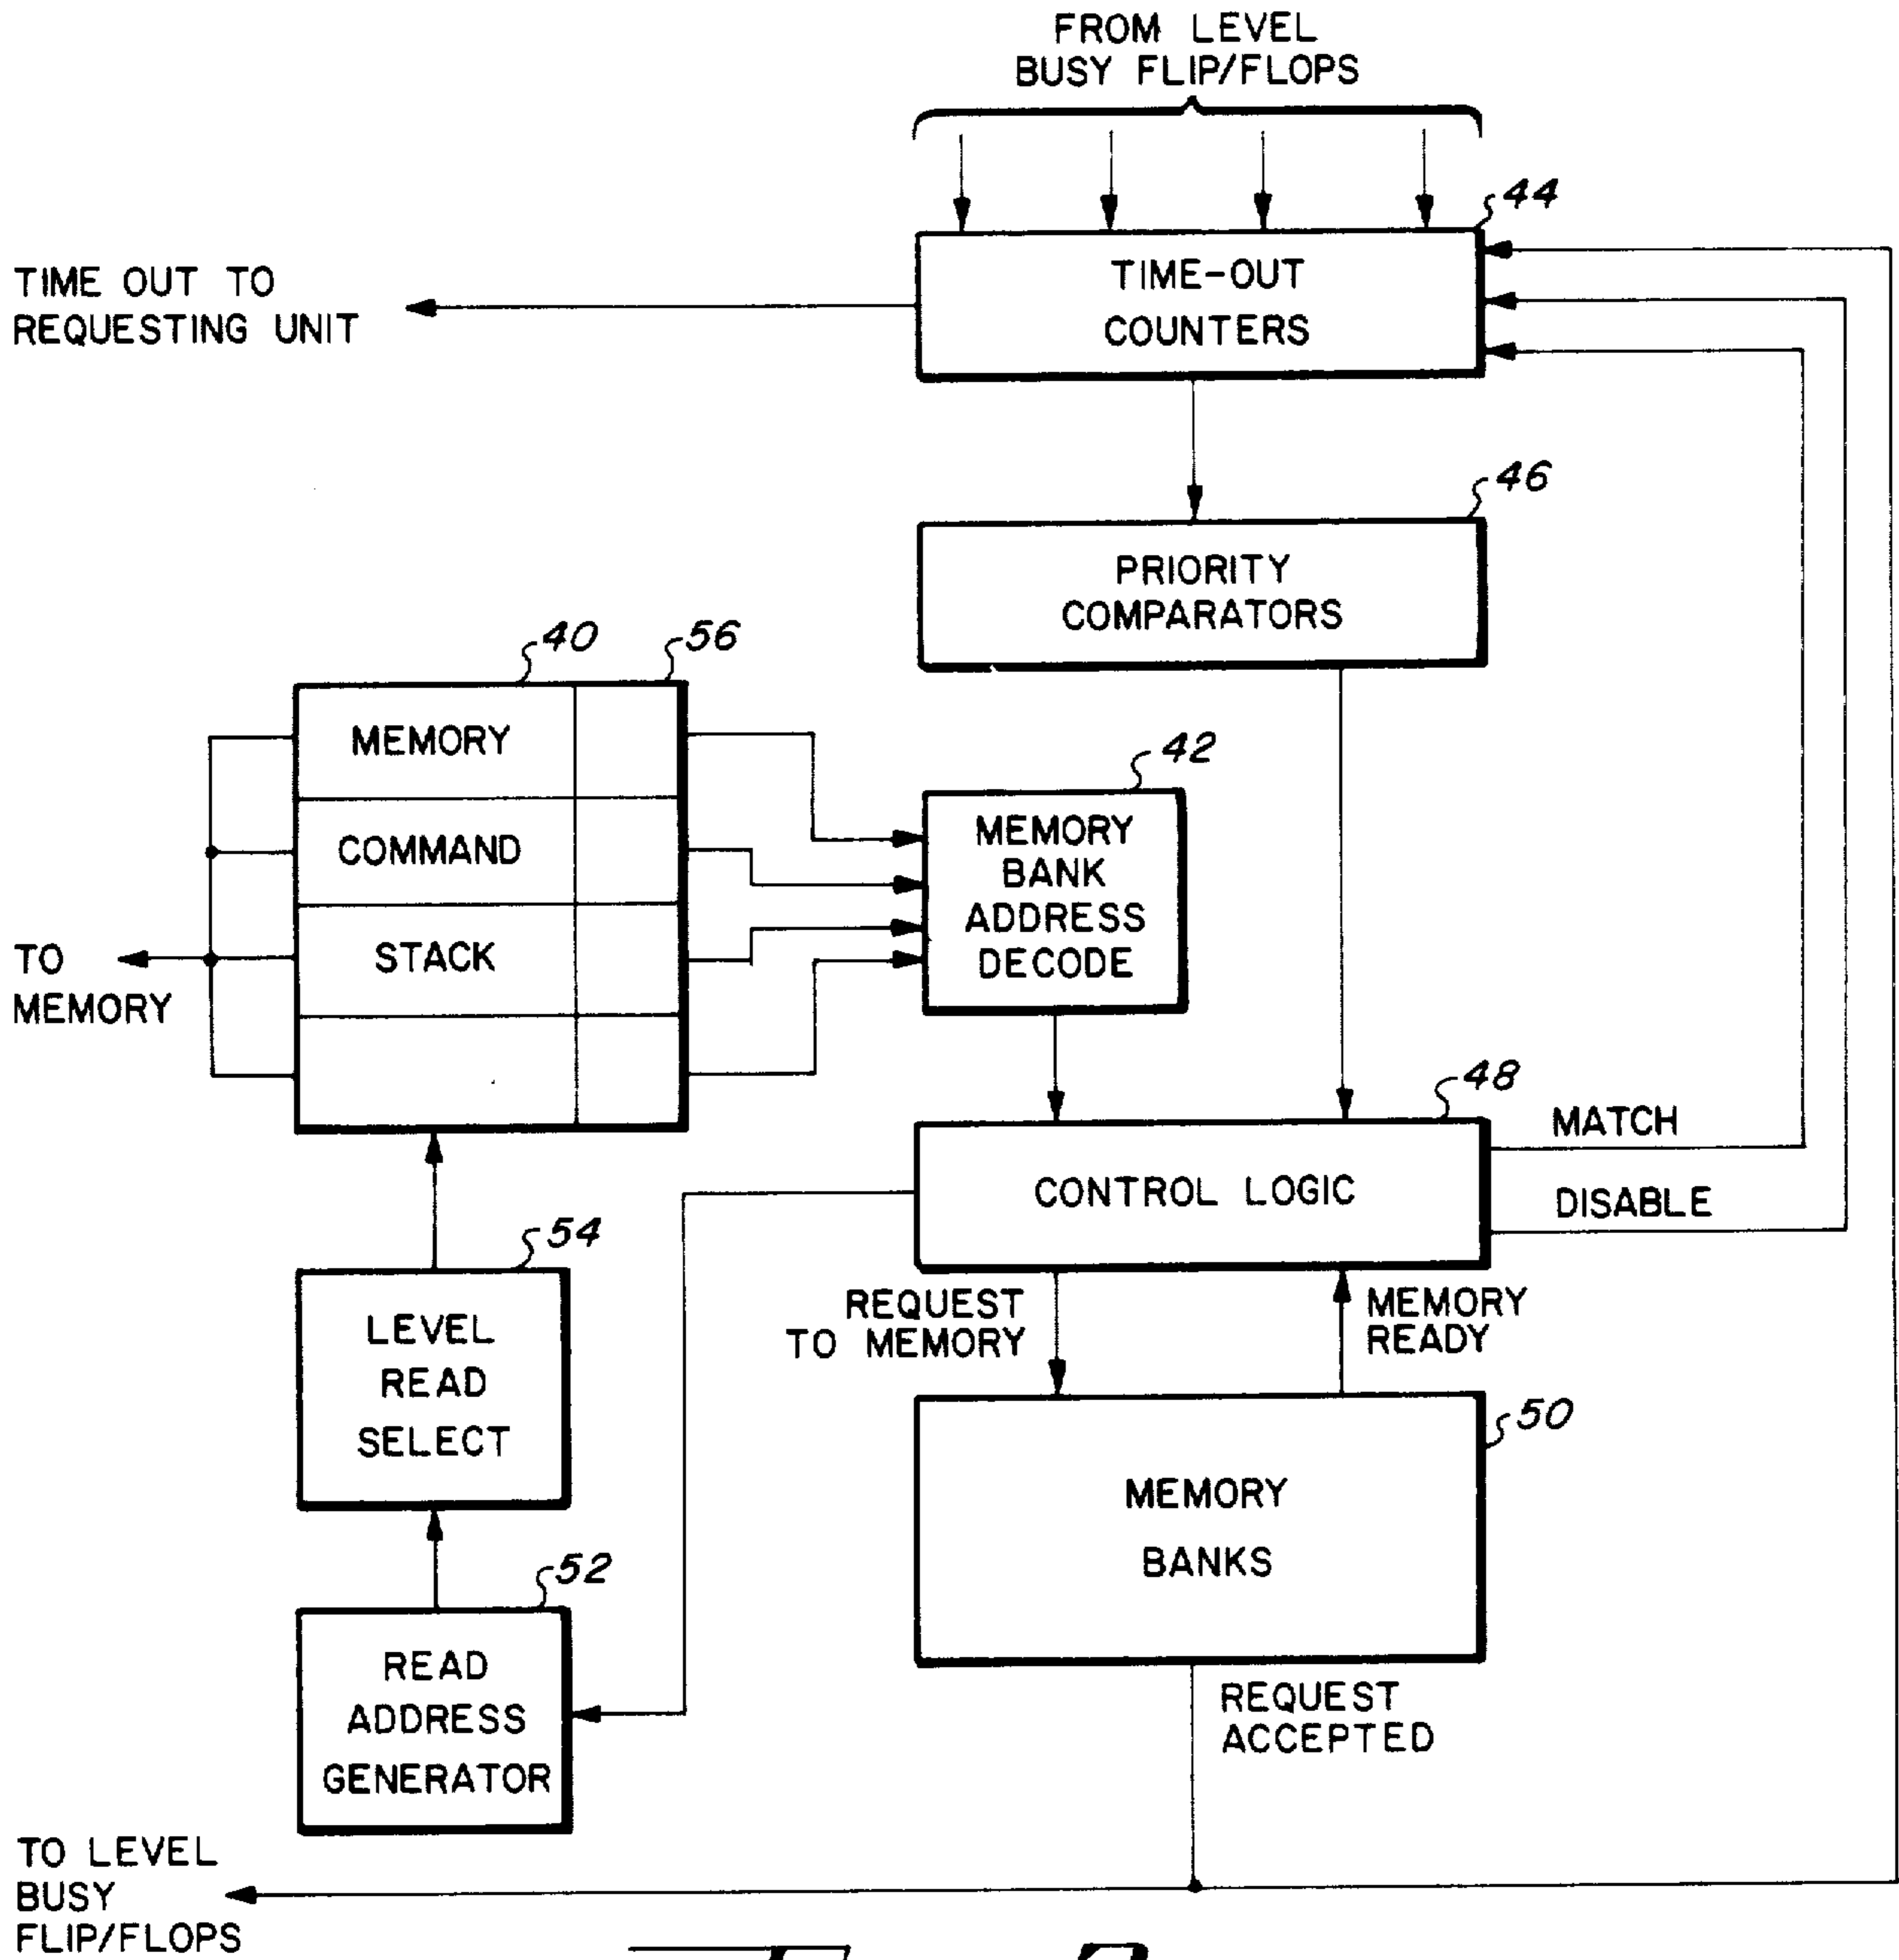 FROM LEVEL
BUSY FLIP/FLOPS
44
TIME OUT TO
REQUESTING UNIT
TIME-OUT
COUNTERS
46
PRIORITY
COMPARATORS
40
56
MEMORY
COMMAND
STACK
TO
MEMORY
42
MEMORY
BANK
ADDRESS
DECODE
48
CONTROL LOGIC
MATCH
DISABLE
54
LEVEL
READ
SELECT
REQUEST
TO MEMORY
MEMORY
READY
50
MEMORY
BANKS
52
READ
ADDRESS
GENERATOR
REQUEST
ACCEPTED
TO LEVEL
BUSY
FLIP/FLOPS